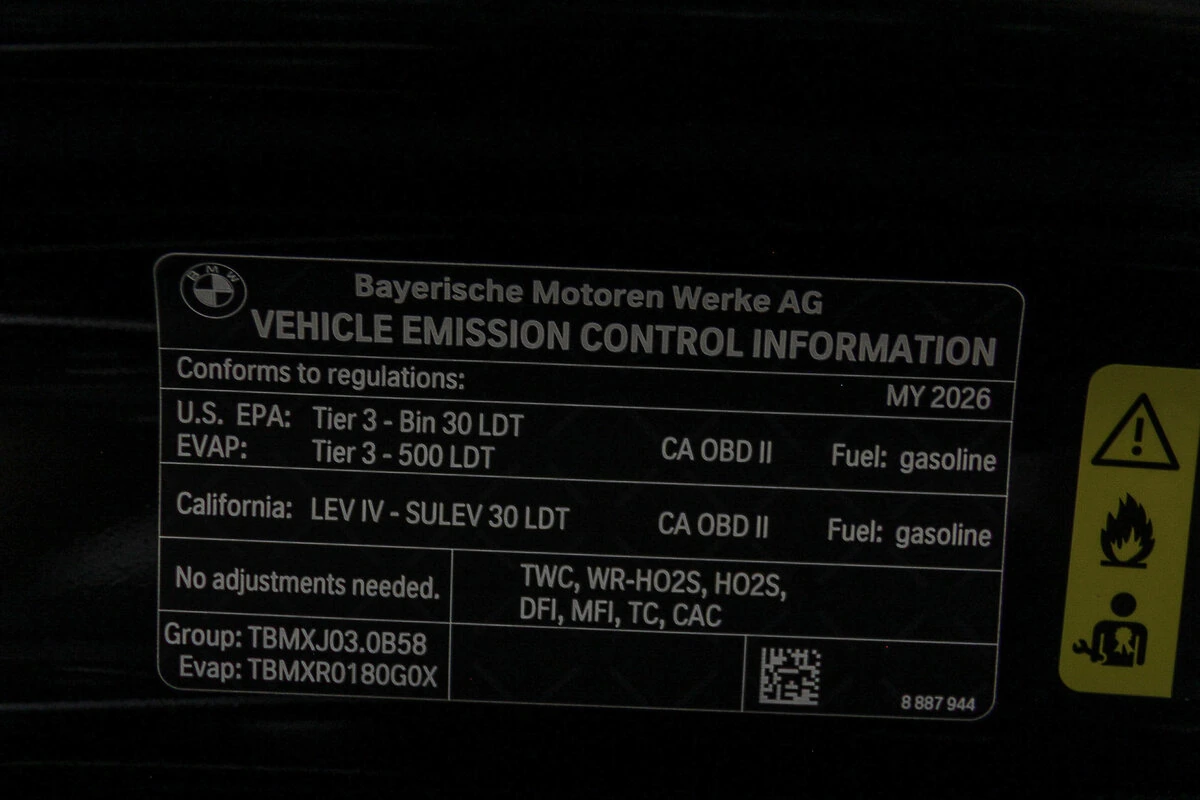 BMW
Bayerische Motoren Werke AG
VEHICLE EMISSION CONTROL INFORMATION
Conforms to regulations:
MY 2026
U.S. EPA: Tier 3 - Bin 30 LDT
EVAP: Tier 3 - 500 LDT
CA OBD II
Fuel: gasoline
California: LEV IV - SULEV 30 LDT
CA OBD II
Fuel: gasoline
No adjustments needed.
TWC, WR-HO2S, HO2S,
DFI, MFI, TC, CAC
Group: TBMXJ03.0B58
Evap: TBMXR0180G0X
8 887 944